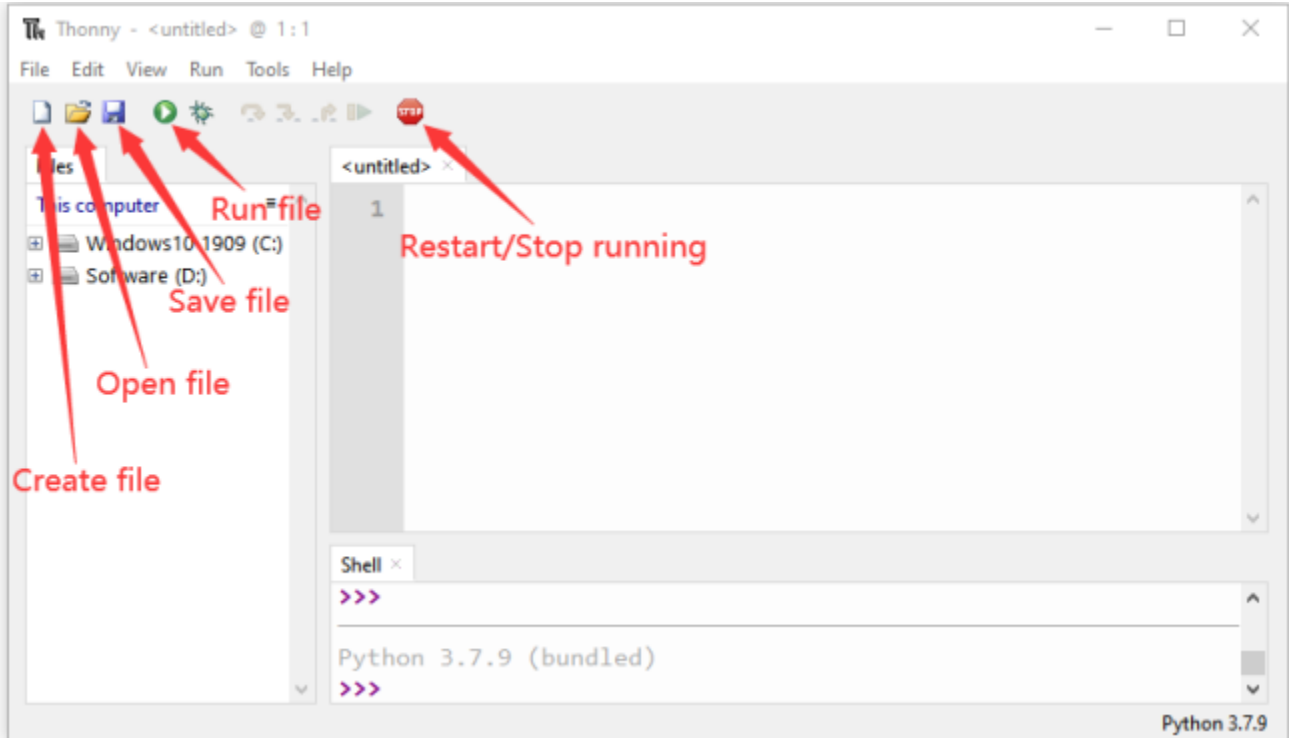 Thonny - <untitled> @ 1:1
File Edit View Run Tools Help
STOP
Files
<untitled>
This computer
Run file
1
Windows10 1909 (C:)
Restart/Stop running
Software (D:)
Save file
Open file
Create file
Shell
>>>
Python 3.7.9 (bundled)
>>>
Python 3.7.9